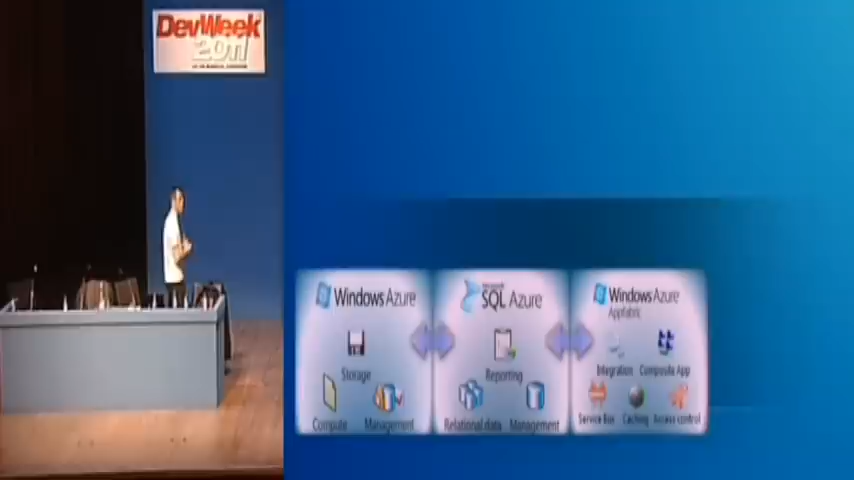 DevWeek
2011
Windows Azure
Storage
Compute
Management
Microsoft
SQL Azure
Reporting
Relational data
Management
Windows Azure
AppFabric
Integration
Composite App
Service Bus
Caching
Access control